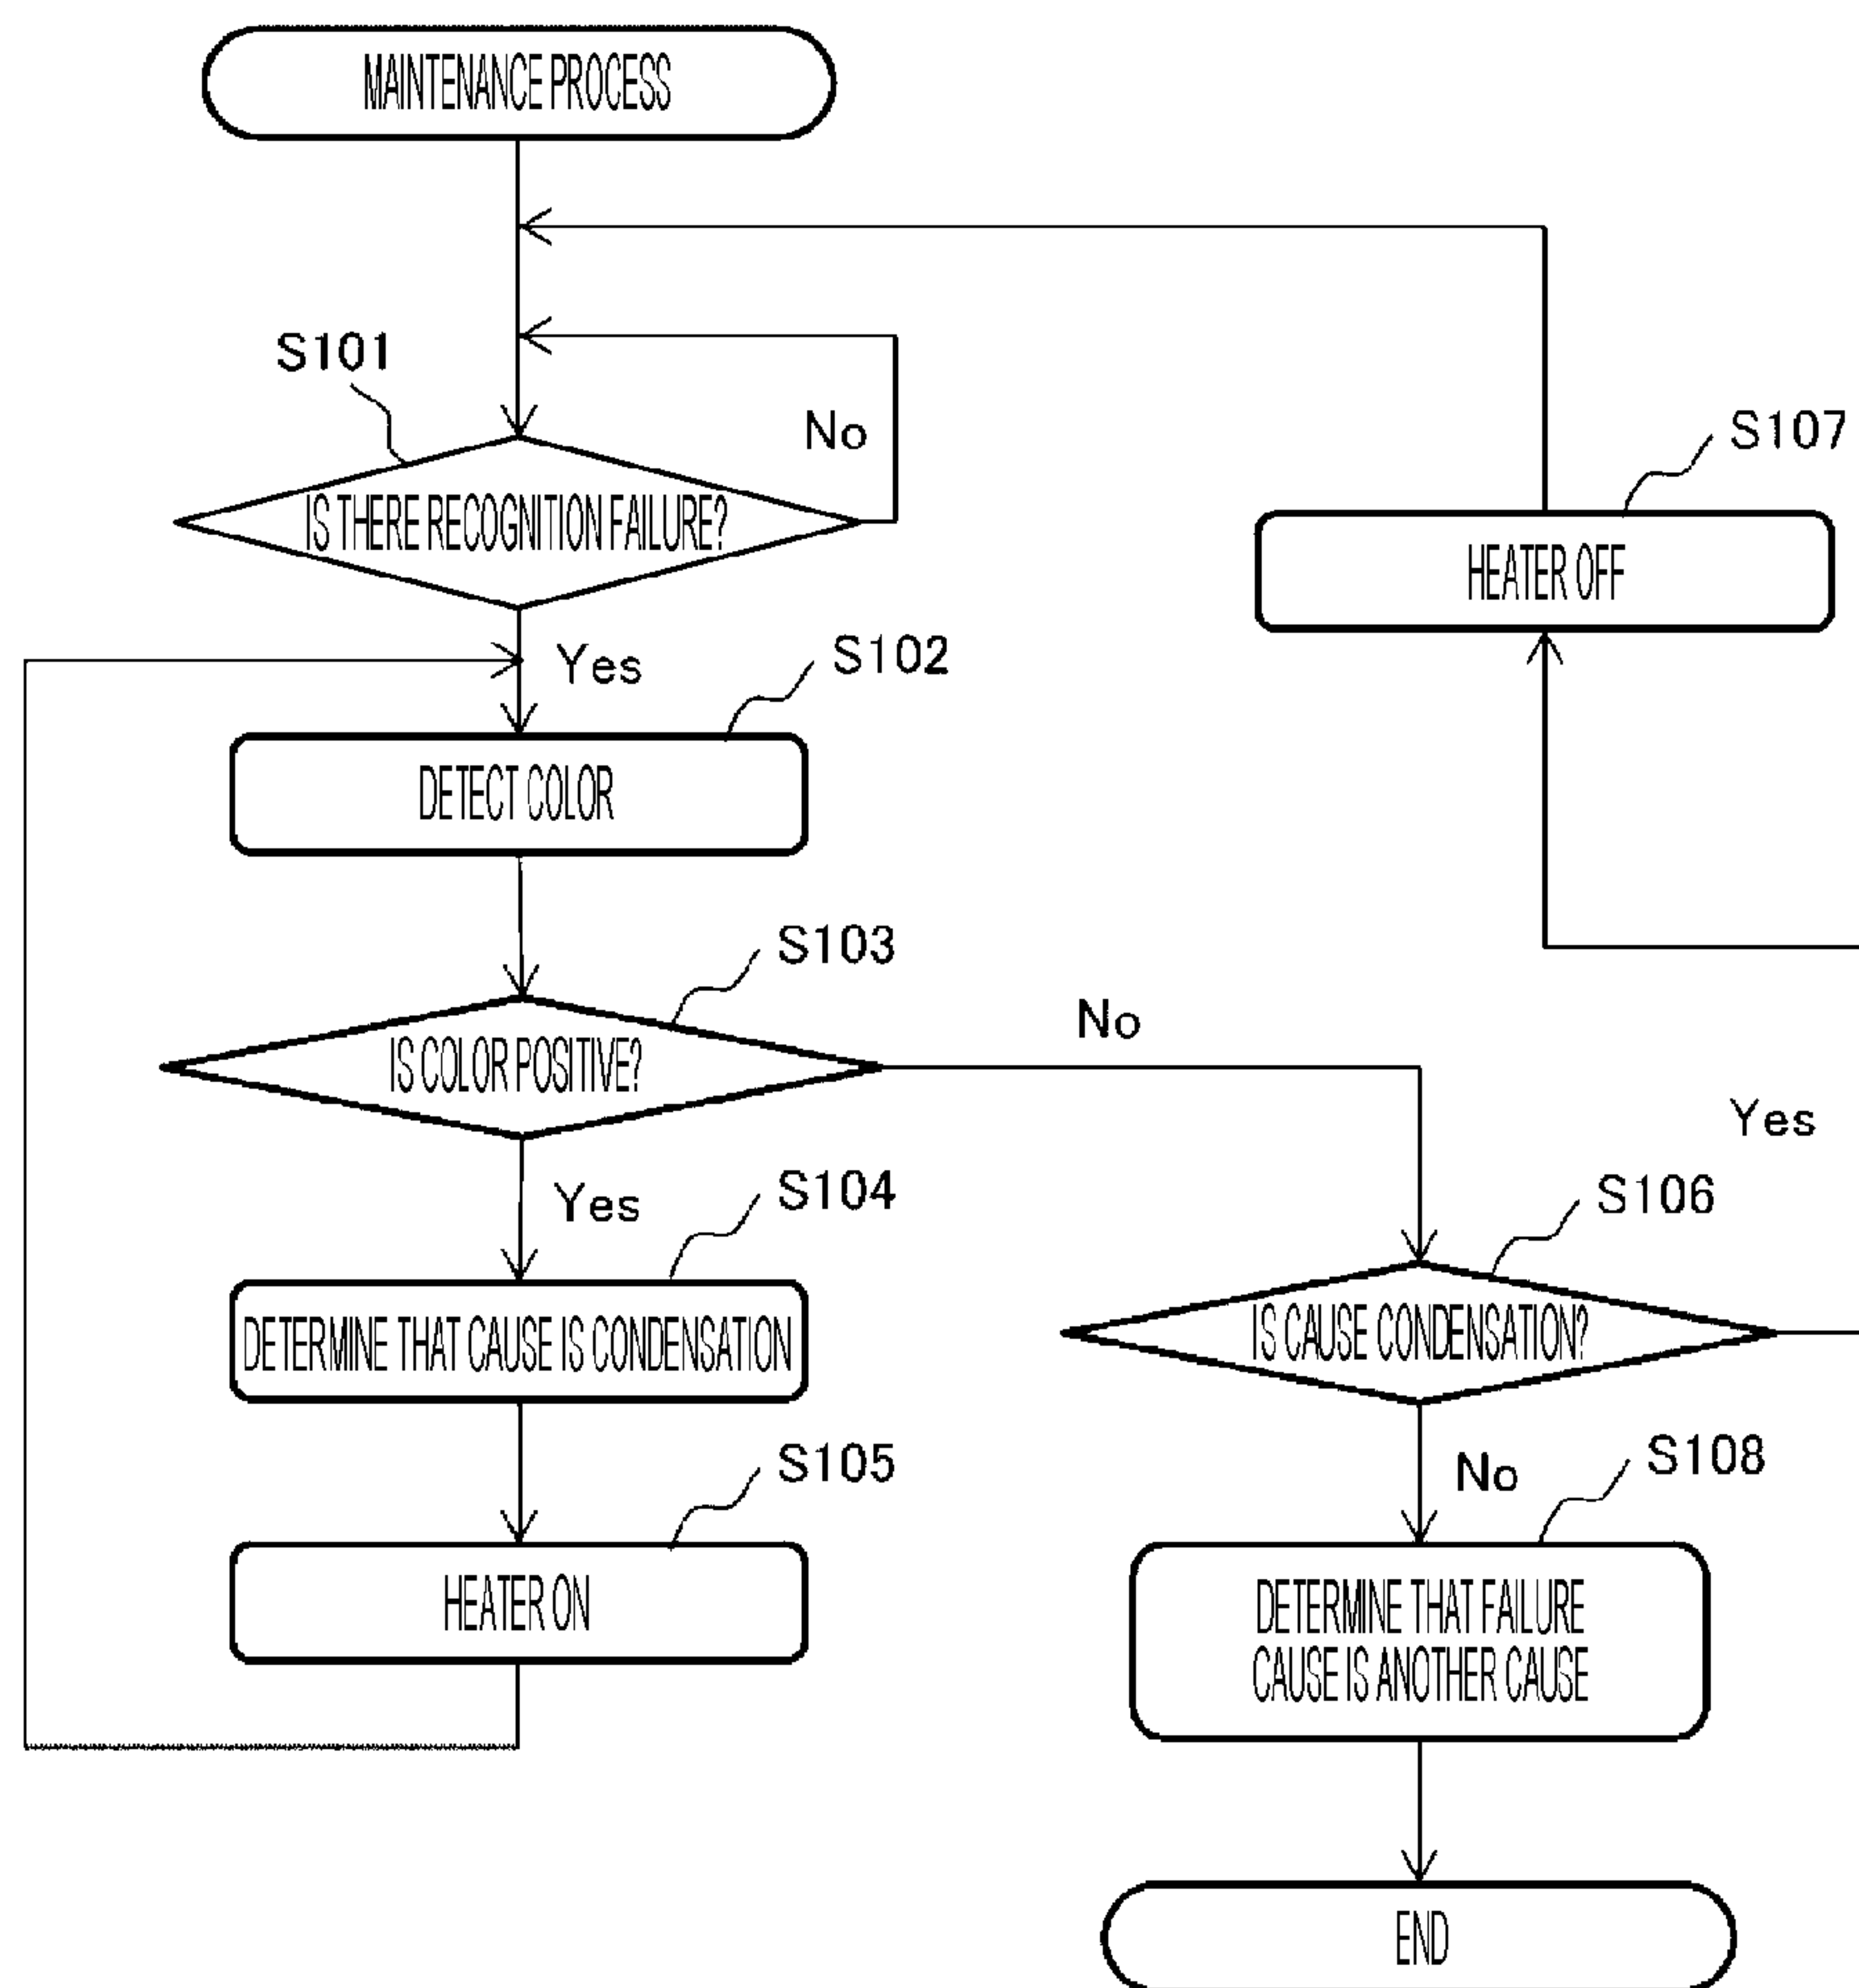 MAINTENANCE PROCESS
S101
No
IS THERE RECOGNITION FAILURE?
Yes
S102
DETECT COLOR
S103
IS COLOR POSITIVE?
No
Yes
S104
DETERMINE THAT CAUSE IS CONDENSATION
S105
HEATER ON
S107
HEATER OFF
Yes
S106
IS CAUSE CONDENSATION?
No
S108
DETERMINE THAT FAILURE
CAUSE IS ANOTHER CAUSE
END